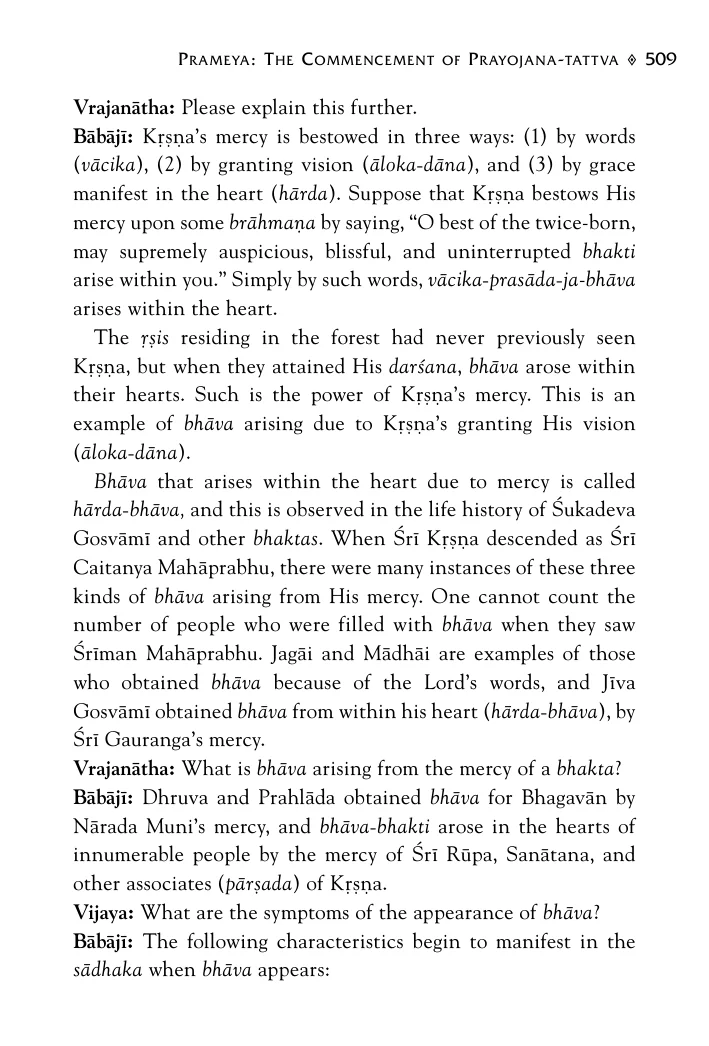 PRAMEYA: THE COMMENCEMENT OF PRAYOJANA-TATTVA ◊ 509
Vrajanātha: Please explain this further.
Bābājī: Kṛṣṇa’s mercy is bestowed in three ways: (1) by words
(vācika), (2) by granting vision (āloka-dāna), and (3) by grace
manifest in the heart (hārda). Suppose that Kṛṣṇa bestows His
mercy upon some brāhmaṇa by saying, “O best of the twice-born,
may supremely auspicious, blissful, and uninterrupted bhakti
arise within you.” Simply by such words, vācika-prasāda-ja-bhāva
arises within the heart.
The ṛṣis residing in the forest had never previously seen
Kṛṣṇa, but when they attained His darśana, bhāva arose within
their hearts. Such is the power of Kṛṣṇa’s mercy. This is an
example of bhāva arising due to Kṛṣṇa’s granting His vision
(āloka-dāna).
Bhāva that arises within the heart due to mercy is called
hārda-bhāva, and this is observed in the life history of Śukadeva
Gosvāmī and other bhaktas. When Śrī Kṛṣṇa descended as Śrī
Caitanya Mahāprabhu, there were many instances of these three
kinds of bhāva arising from His mercy. One cannot count the
number of people who were filled with bhāva when they saw
Śrīman Mahāprabhu. Jagāi and Mādhāi are examples of those
who obtained bhāva because of the Lord’s words, and Jīva
Gosvāmī obtained bhāva from within his heart (hārda-bhāva), by
Śrī Gauranga’s mercy.
Vrajanātha: What is bhāva arising from the mercy of a bhakta?
Bābājī: Dhruva and Prahlāda obtained bhāva for Bhagavān by
Nārada Muni’s mercy, and bhāva-bhakti arose in the hearts of
innumerable people by the mercy of Śrī Rūpa, Sanātana, and
other associates (pārṣada) of Kṛṣṇa.
Vijaya: What are the symptoms of the appearance of bhāva?
Bābājī: The following characteristics begin to manifest in the
sādhaka when bhāva appears: